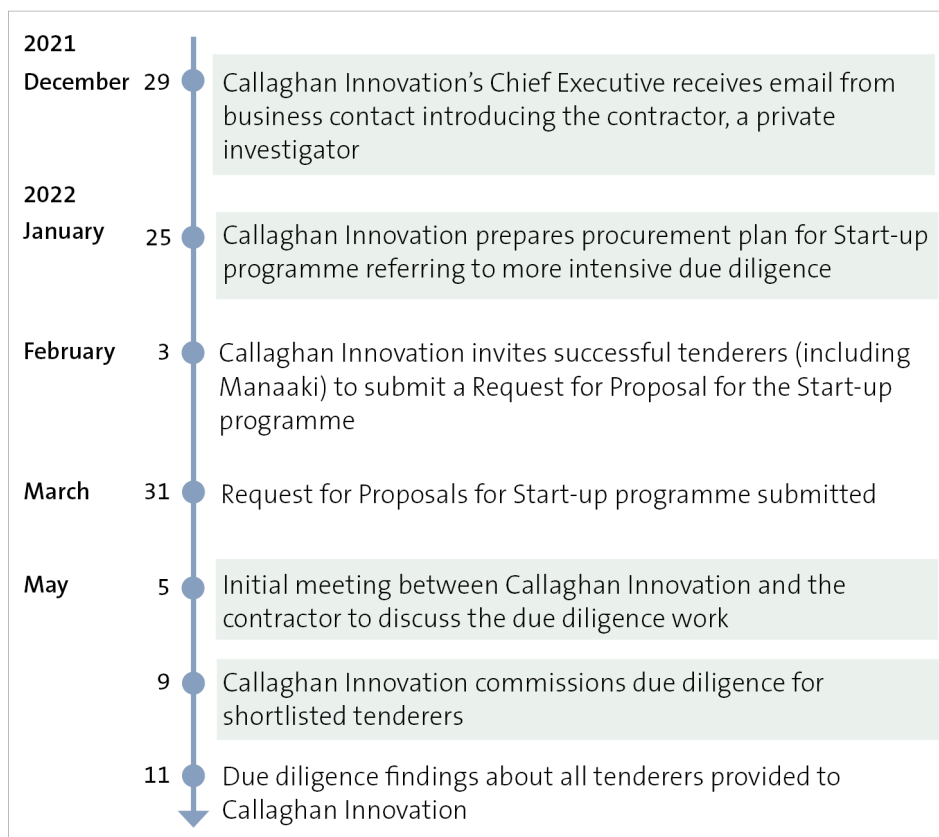 2021
December 29 Callaghan Innovation’s Chief Executive receives email from
business contact introducing the contractor, a private
investigator
2022
January 25 Callaghan Innovation prepares procurement plan for Start-up
programme referring to more intensive due diligence
February 3 Callaghan Innovation invites successful tenderers (including
Manaaki) to submit a Request for Proposal for the Start-up
programme
March 31 Request for Proposals for Start-up programme submitted
May 5 Initial meeting between Callaghan Innovation and the
contractor to discuss the due diligence work
9 Callaghan Innovation commissions due diligence for
shortlisted tenderers
11 Due diligence findings about all tenderers provided to
Callaghan Innovation